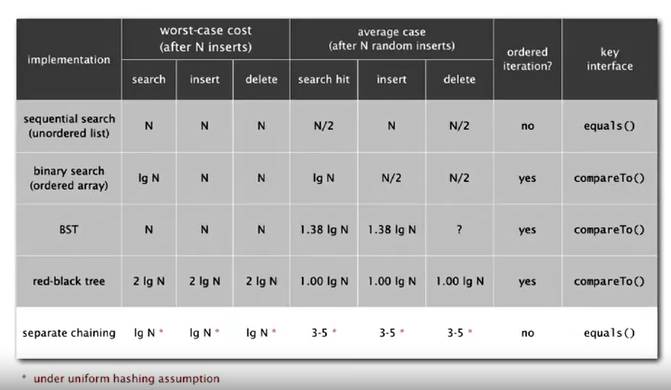 implementation | worst-case cost (after N inserts) | average case (after N random inserts) | ordered iteration? | key interface
search | insert | delete | search hit | insert | delete
sequential search (unordered list) | N | N | N | N/2 | N | N/2 | no | equals()
binary search (ordered array) | lg N | N | N | lg N | N/2 | N/2 | yes | compareTo()
BST | N | N | N | 1.38 lg N | 1.38 lg N | ? | yes | compareTo()
red-black tree | 2 lg N | 2 lg N | 2 lg N | 1.00 lg N | 1.00 lg N | 1.00 lg N | yes | compareTo()
separate chaining | lg N * | lg N * | lg N * | 3-5 * | 3-5 * | 3-5 * | no | equals()
* under uniform hashing assumption